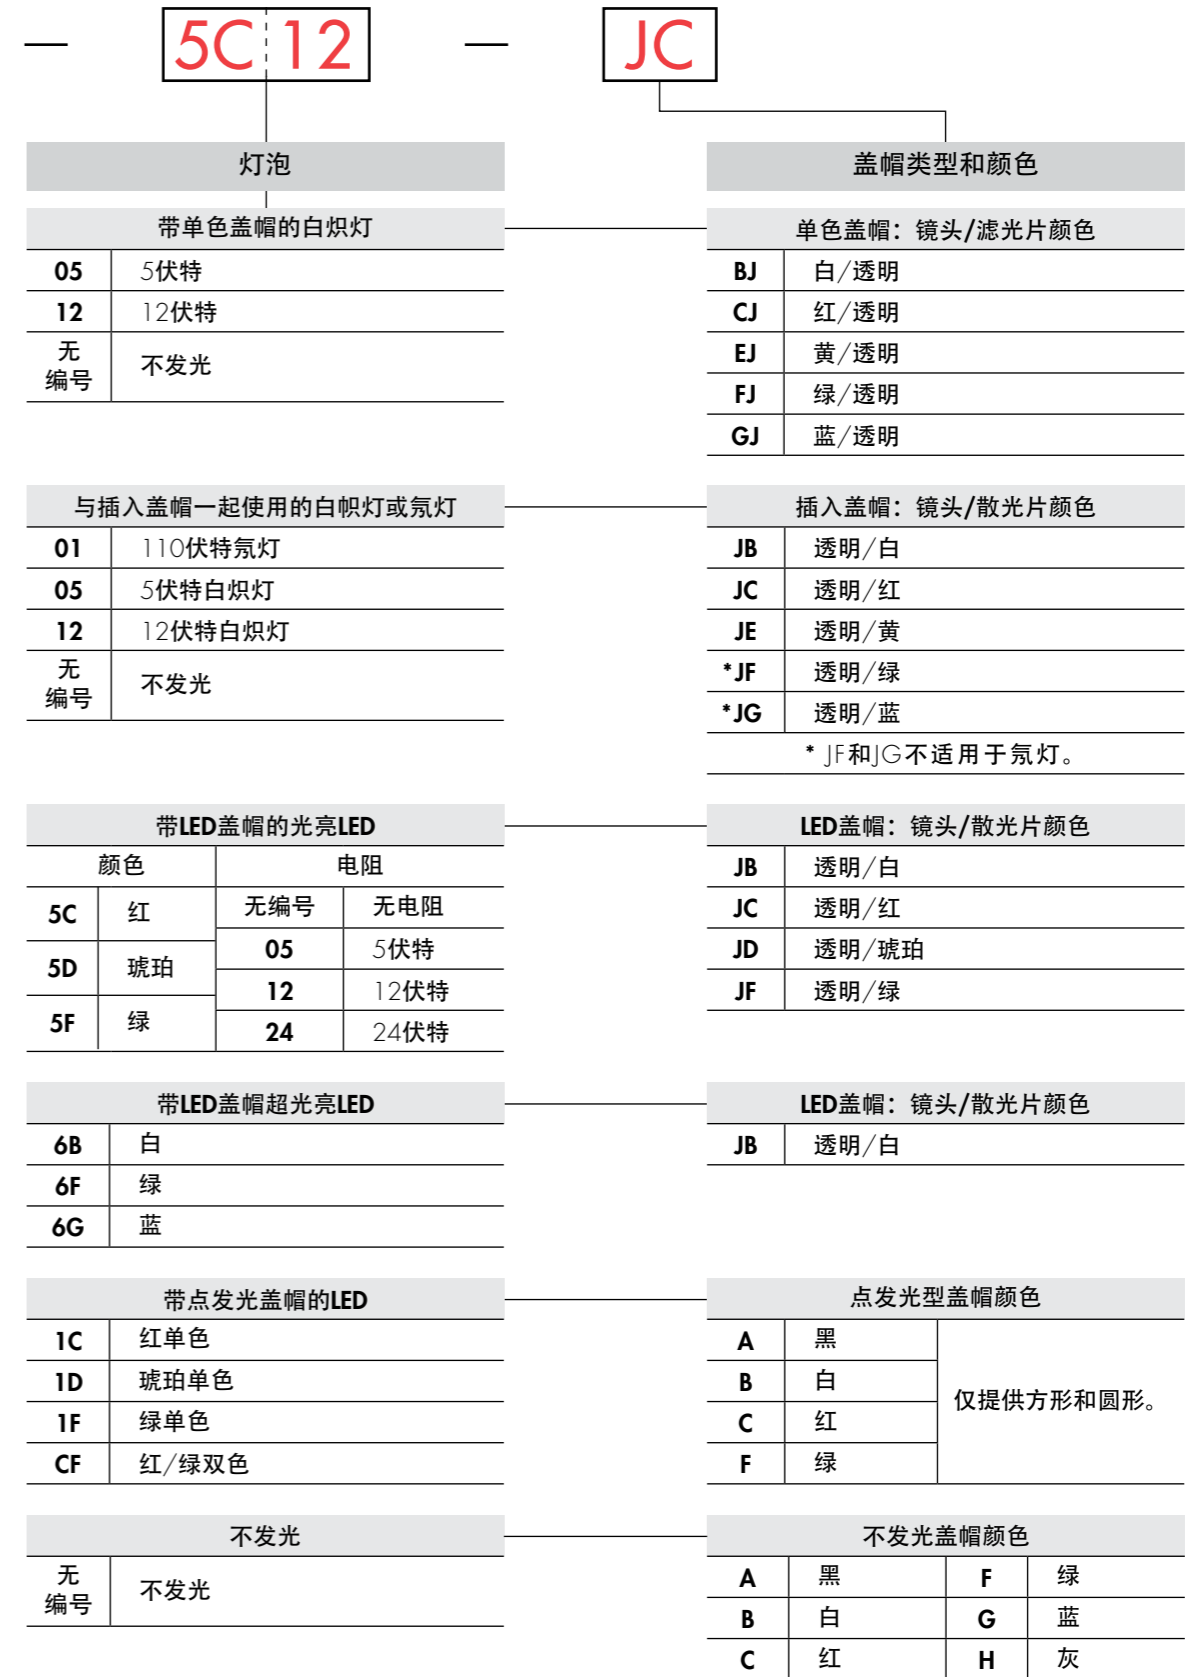 — 5C 12 — JC
灯泡
盖帽类型和颜色
带单色盖帽的白炽灯
05 5伏特
12 12伏特
无
编号
不发光
单色盖帽：镜头/滤光片颜色
BJ 白/透明
CJ 红/透明
EJ 黄/透明
FJ 绿/透明
GJ 蓝/透明
与插入盖帽一起使用的白帜灯或氖灯
01 110伏特氖灯
05 5伏特白炽灯
12 12伏特白炽灯
无
编号
不发光
插入盖帽：镜头/散光片颜色
JB 透明/白
JC 透明/红
JE 透明/黄
*JF 透明/绿
*JG 透明/蓝
* JF和JG不适用于氖灯。
带LED盖帽的光亮LED
颜色 电阻
5C 红
5D 琥珀
5F 绿
无编号 无电阻
05 5伏特
12 12伏特
24 24伏特
LED盖帽：镜头/散光片颜色
JB 透明/白
JC 透明/红
JD 透明/琥珀
JF 透明/绿
带LED盖帽超光亮LED
6B 白
6F 绿
6G 蓝
LED盖帽：镜头/散光片颜色
JB 透明/白
带点发光盖帽的LED
1C 红单色
1D 琥珀单色
1F 绿单色
CF 红/绿双色
点发光型盖帽颜色
A 黑
B 白
C 红
F 绿
仅提供方形和圆形。
不发光
无
编号
不发光
不发光盖帽颜色
A 黑 F 绿
B 白 G 蓝
C 红 H 灰